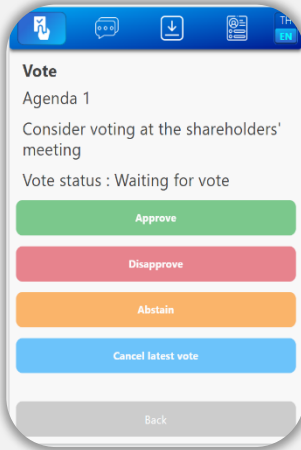 TH
EN
Vote
Agenda 1
Consider voting at the shareholders'
meeting
Vote status : Waiting for vote
Approve
Disapprove
Abstain
Cancel latest vote
Back